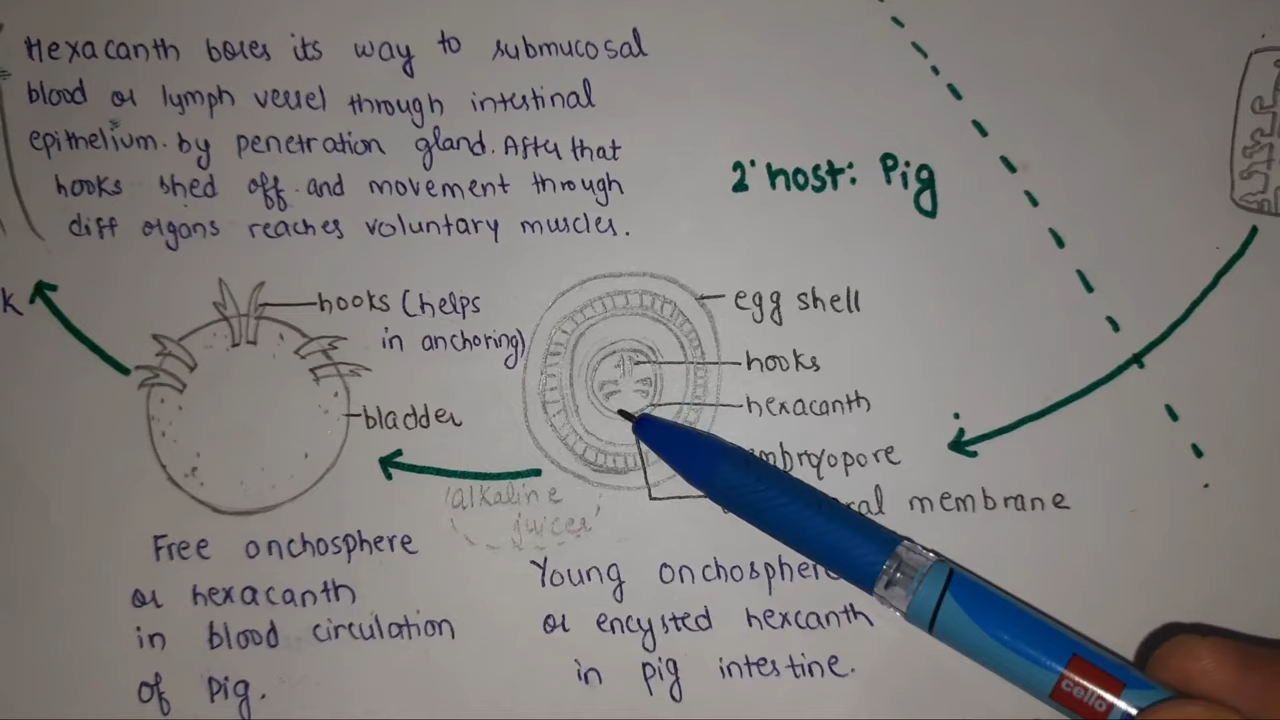 Hexacanth bores its way to submucosal
blood or lymph vessel through intestinal
epithelium. by penetration gland. After that
hooks shed off and movement through
diff organs reaches voluntary muscles.
2° host: Pig
K
hooks (helps
in anchoring)
bladder
egg shell
hooks
hexacanth
membrane
'alkaline
juices'
Free onchosphere
or hexacanth
in blood circulation
of pig.
Young onchosphere
or encysted hexcanth
in pig intestine.
cello